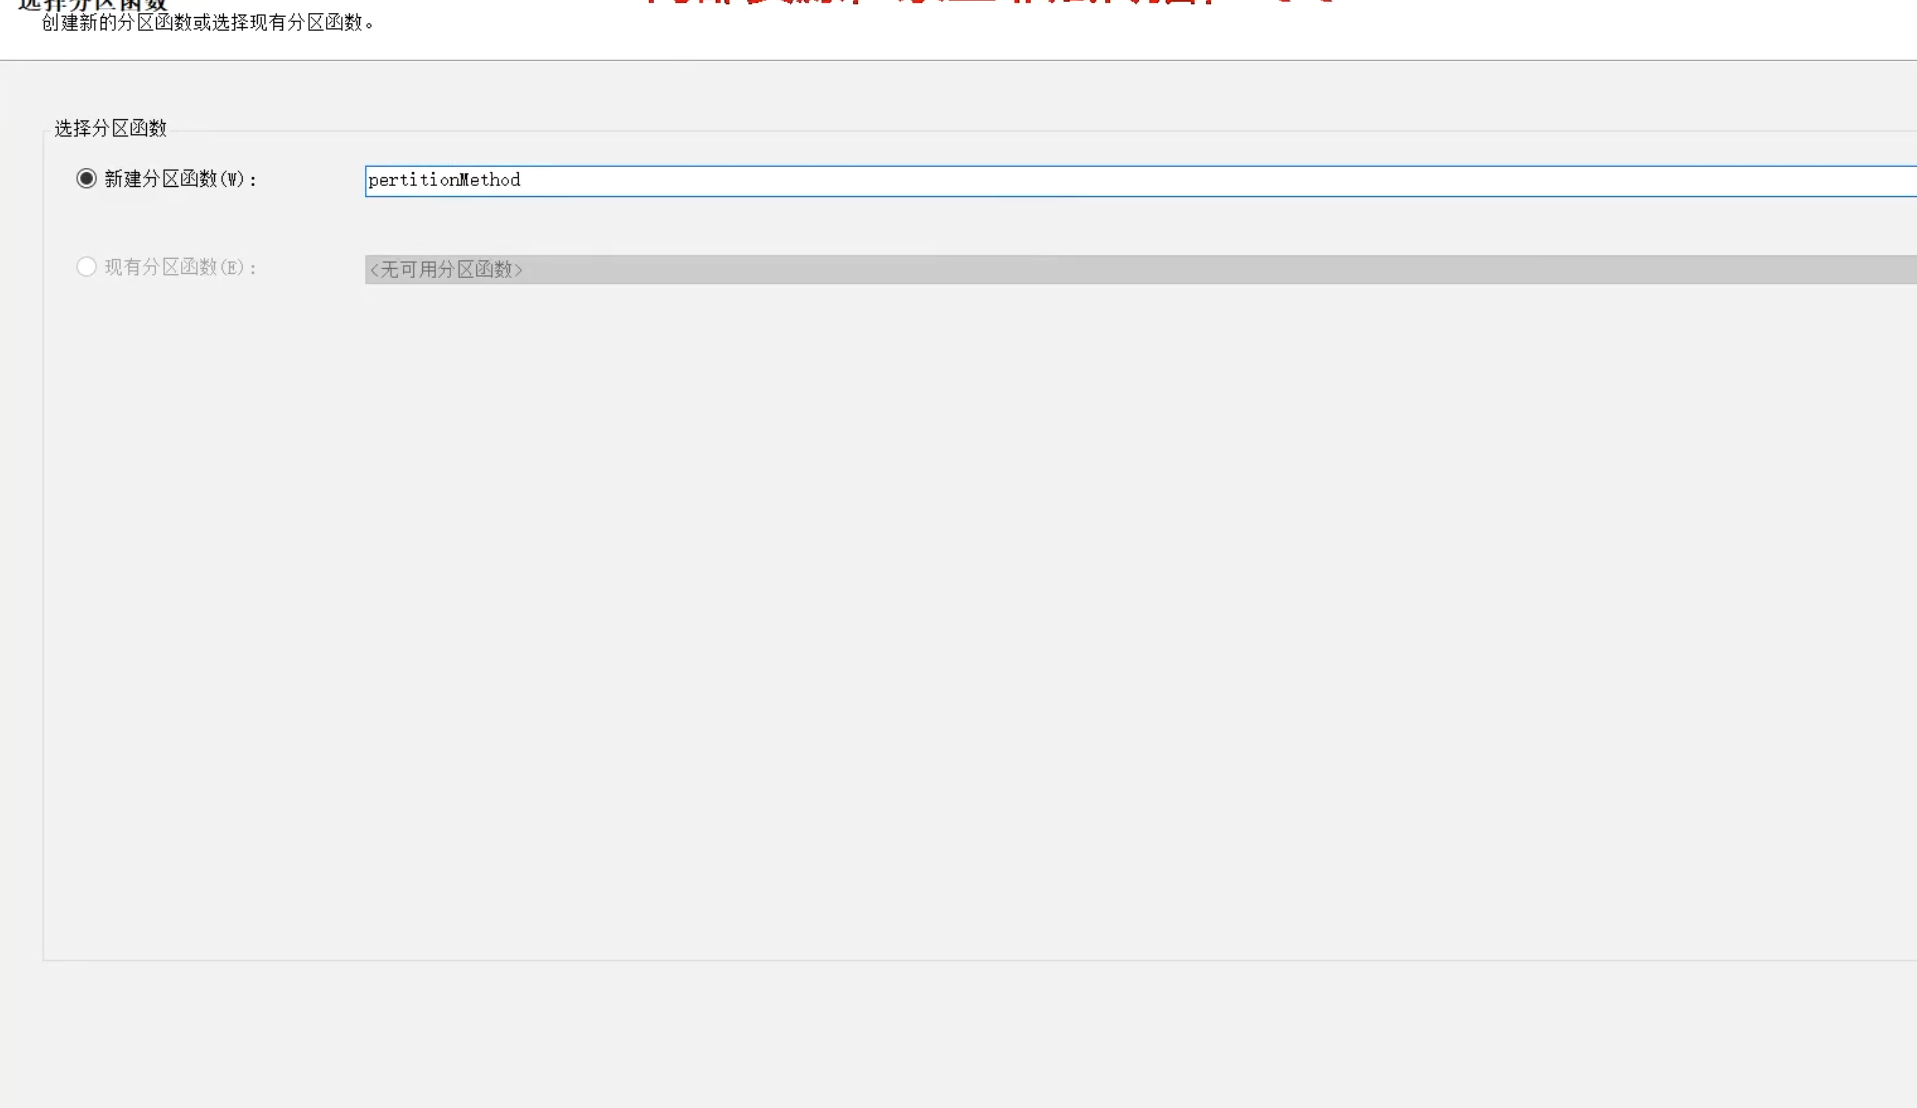 选择分区函数
创建新的分区函数或选择现有分区函数。
选择分区函数
新建分区函数(W)： pertitionMethod
现有分区函数(E)： <无可用分区函数>